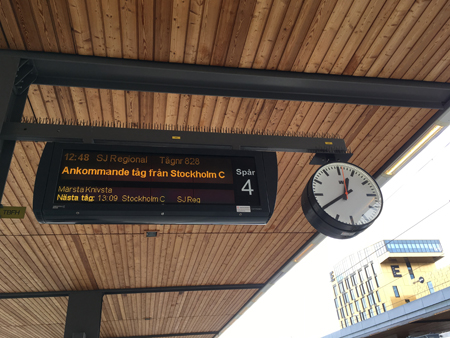 12:48 SJ Regional Tågnr 828
Ankommande tåg från Stockholm C
Märsta Knivsta
Nästa tåg: 13:09 Stockholm C SJ Reg
Spår
4